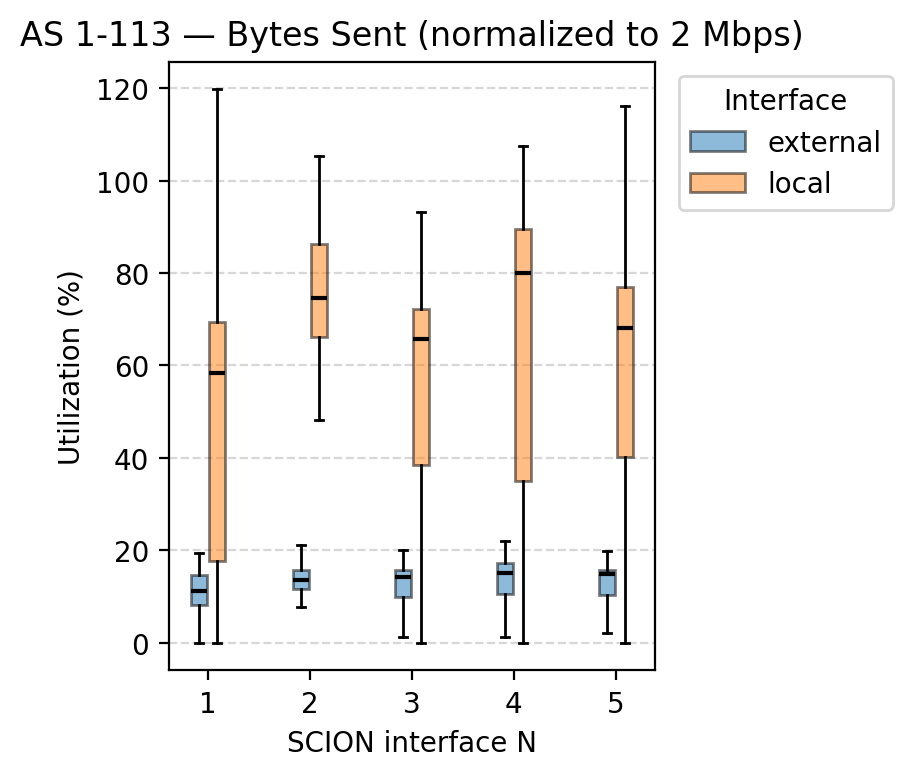 AS 1-113 — Bytes Sent (normalized to 2 Mbps)
Interface
external
local
Utilization (%)
120
100
80
60
40
20
0
1 2 3 4 5
SCION interface N